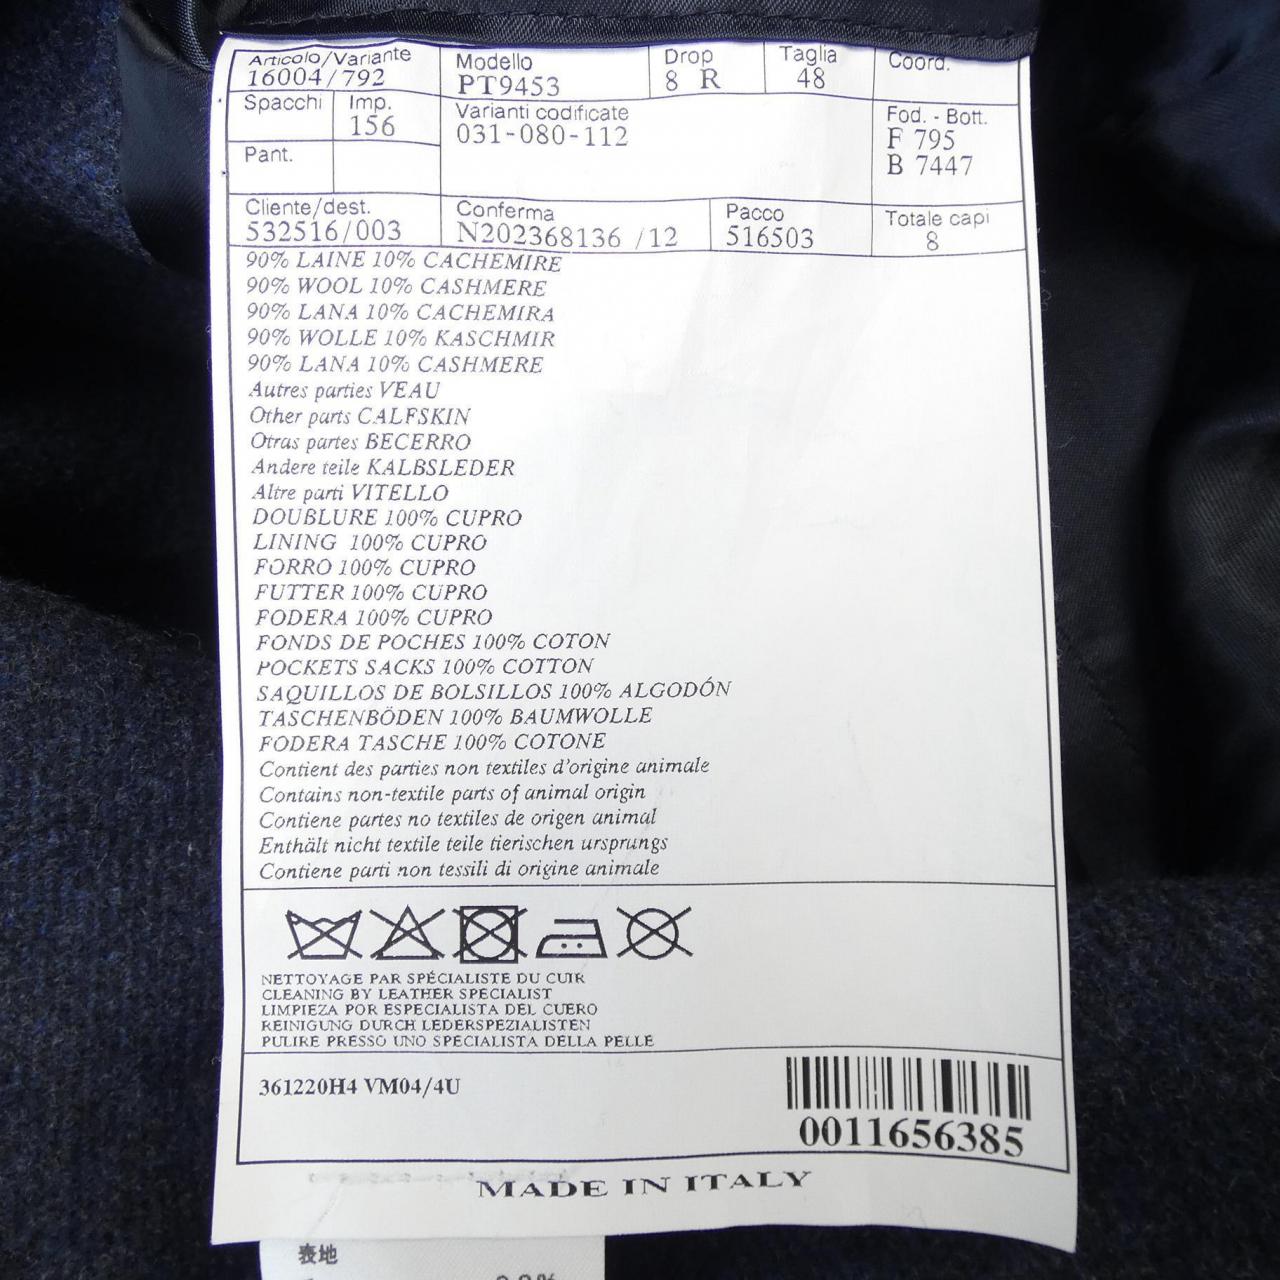 Articolo/Variante Modello Drop Taglia Coord.
16004/792 PT9453 8 R 48
Spacchi Imp. Varianti codificate Fod. - Bott.
156 031-080-112 F 795
Pant. B 7447
Cliente/dest. Conferma Pacco Totale capi
532516/003 N202368136 /12 516503 8
90% LAINE 10% CACHEMIRE
90% WOOL 10% CASHMERE
90% LANA 10% CACHEMIRA
90% WOLLE 10% KASCHMIR
90% LANA 10% CASHMERE
Autres parties VEAU
Other parts CALFSKIN
Otras partes BECERRO
Andere teile KALBSLEDER
Altre parti VITELLO
DOUBLURE 100% CUPRO
LINING 100% CUPRO
FORRO 100% CUPRO
FUTTER 100% CUPRO
FODERA 100% CUPRO
FONDS DE POCHES 100% COTON
POCKETS SACKS 100% COTTON
SAQUILLOS DE BOLSILLOS 100% ALGODÓN
TASCHENBÖDEN 100% BAUMWOLLE
FODERA TASCHE 100% COTONE
Contient des parties non textiles d'origine animale
Contains non-textile parts of animal origin
Contiene partes no textiles de origen animal
Enthält nicht textile teile tierischen ursprungs
Contiene parti non tessili di origine animale
NETTOYAGE PAR SPÉCIALISTE DU CUIR
CLEANING BY LEATHER SPECIALIST
LIMPIEZA POR ESPECIALISTA DEL CUERO
REINIGUNG DURCH LEDERSPEZIALISTEN
PULIRE PRESSO UNO SPECIALISTA DELLA PELLE
361220H4 VM04/4U
0011656385
MADE IN ITALY
表地